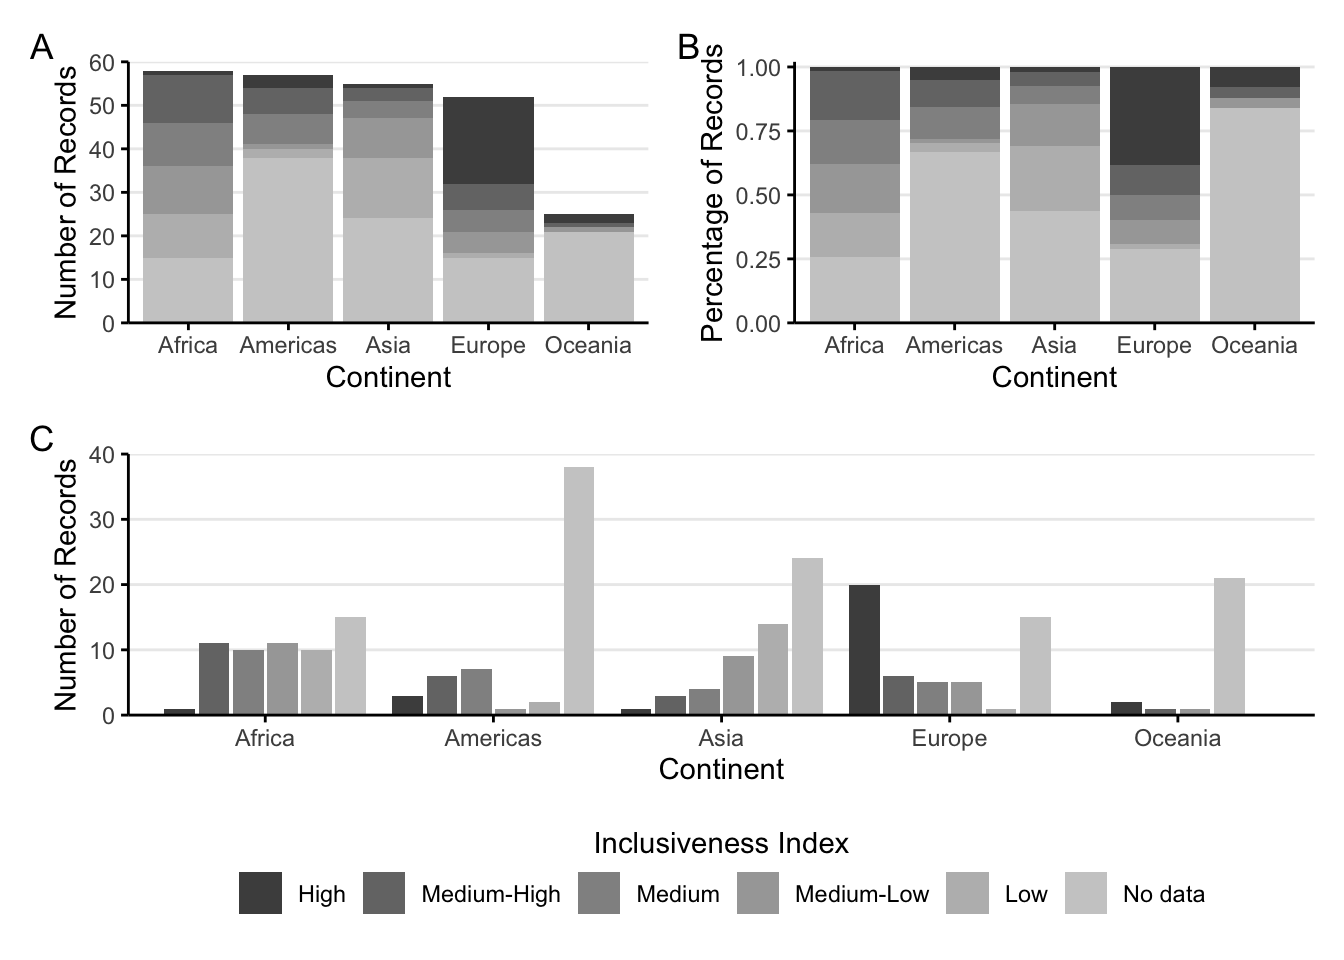 A
Number of Records
60
50
40
30
20
10
0
Africa Americas Asia Europe Oceania
Continent
B
Percentage of Records
1.00
0.75
0.50
0.25
0.00
Africa Americas Asia Europe Oceania
Continent
C
Number of Records
40
30
20
10
0
Africa Americas Asia Europe Oceania
Continent
Inclusiveness Index
High Medium-High Medium Medium-Low Low No data